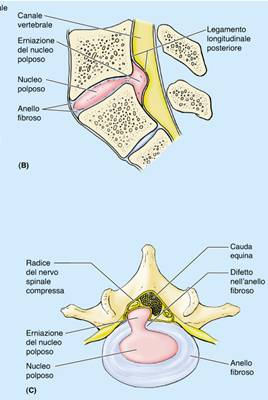 ale
Canale
vertebrale
Erniazione
del nucleo
polposo
Nucleo
polposo
Anello
fibroso
Legamento
longitudinale
posteriore
(B)
Radice
del nervo
spinale
compressa
Erniazione
del nucleo
polposo
Nucleo
polposo
Cauda
equina
Difetto
nell'anello
fibroso
Anello
fibroso
(C)